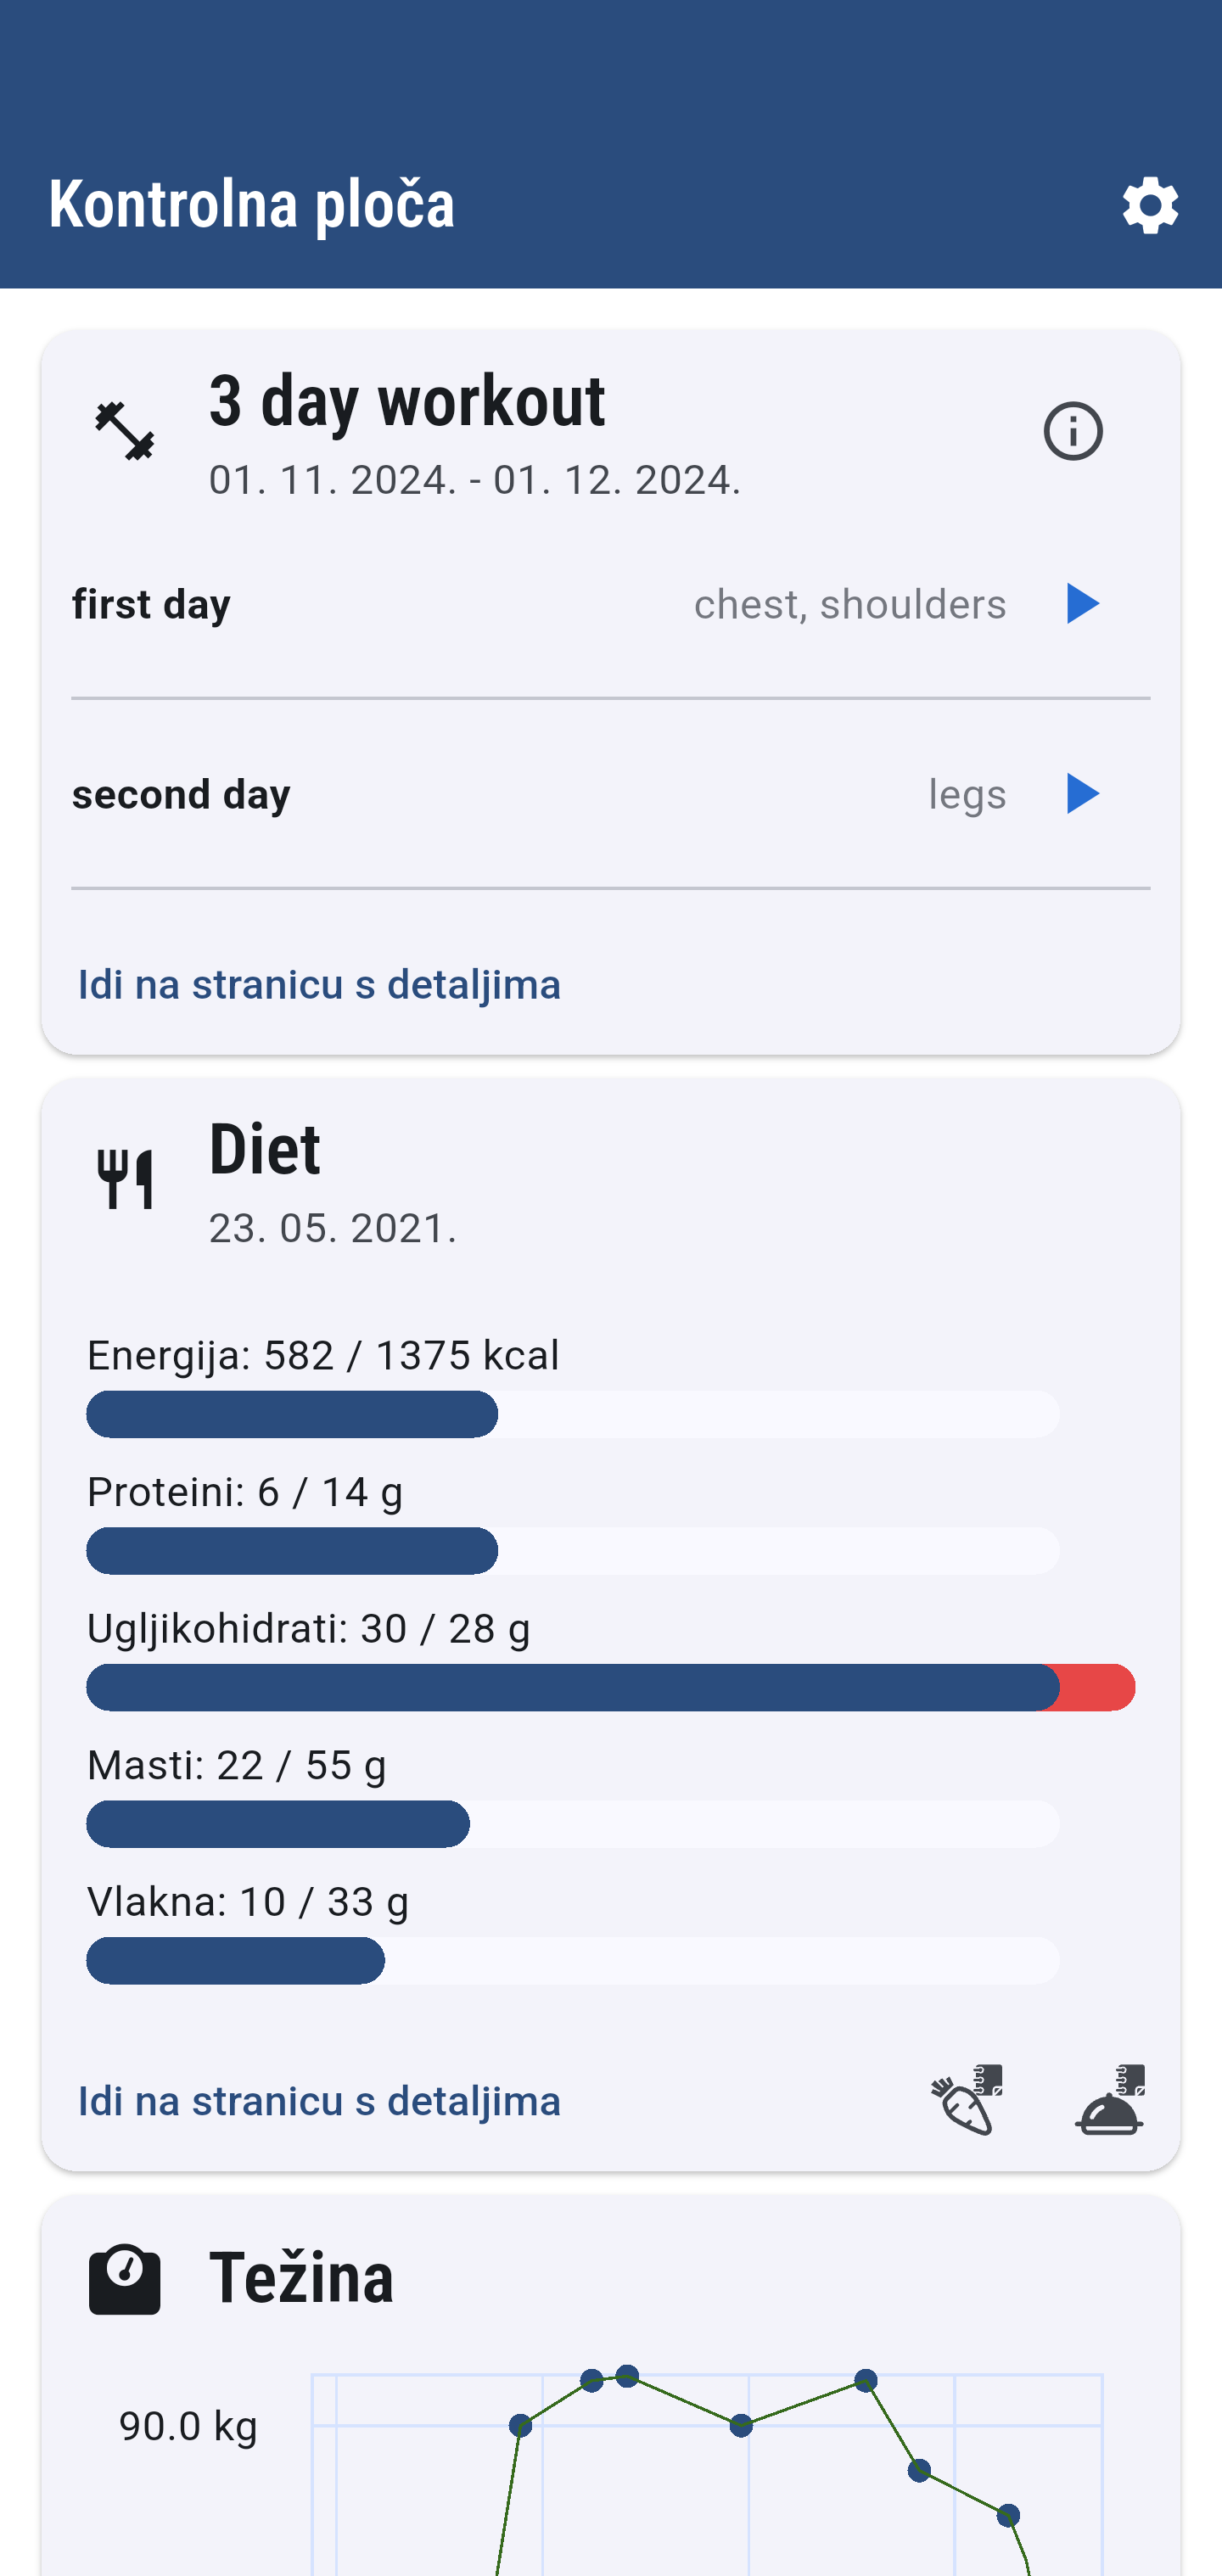 Kontrolna ploča
3 day workout
01. 11. 2024. - 01. 12. 2024.
first day chest, shoulders
second day legs
Idi na stranicu s detaljima
Diet
23. 05. 2021.
Energija: 582 / 1375 kcal
Proteini: 6 / 14 g
Ugljikohidrati: 30 / 28 g
Masti: 22 / 55 g
Vlakna: 10 / 33 g
Idi na stranicu s detaljima
Težina
90.0 kg